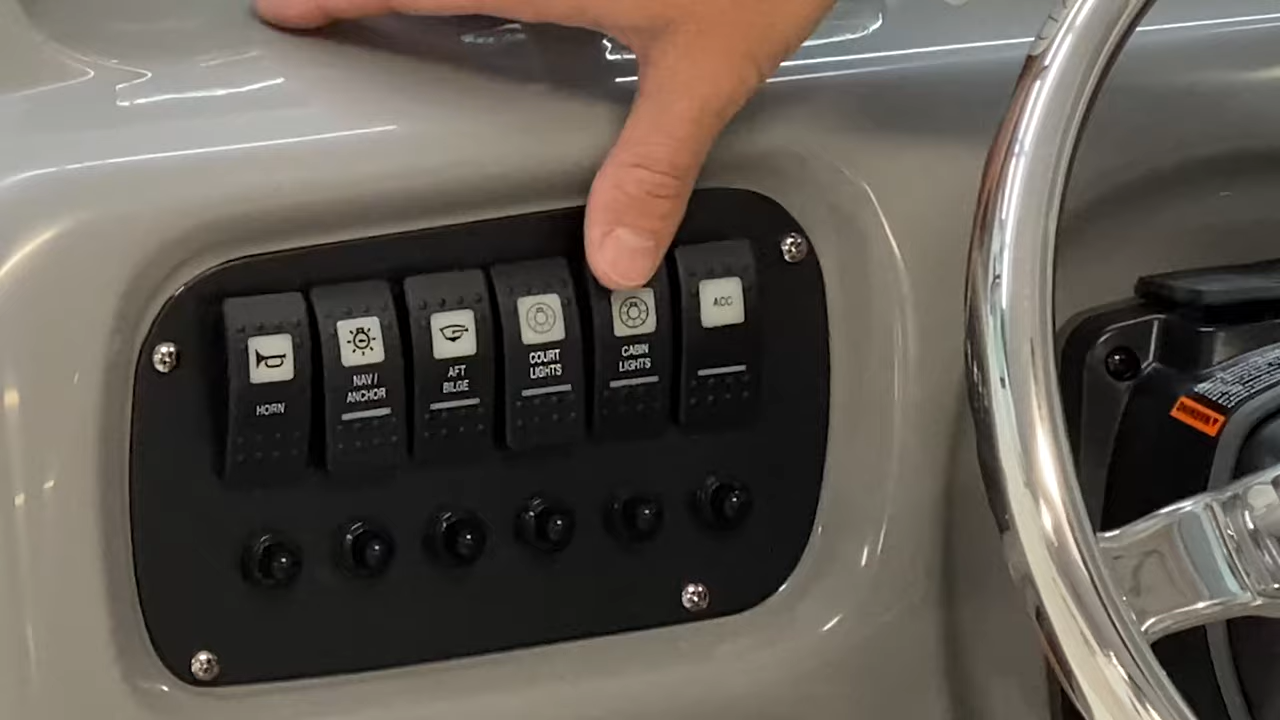 HORN
NAV/
ANCHOR
AFT
BILGE
COURT
LIGHTS
CABIN
LIGHTS
ACC